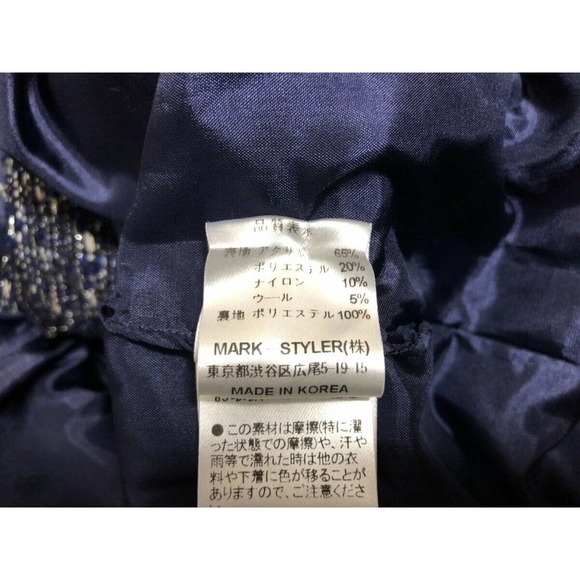 品質表示
表地 アクリル 65%
ポリエステル 20%
ナイロン 10%
ウール 5%
裏地 ポリエステル 100%
MARK STYLER(株)
東京都渋谷区広尾5-19-15
MADE IN KOREA
●この素材は摩擦(特に濡
った状態での摩擦)や、汗や
雨等で濡れた時は他の衣
料や下着に色が移ることが
ありますので、ご注意くださ
い。